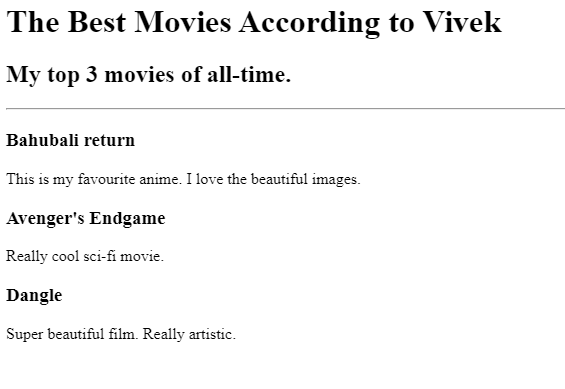 The Best Movies According to Vivek
My top 3 movies of all-time.
Bahubali return
This is my favourite anime. I love the beautiful images.
Avenger's Endgame
Really cool sci-fi movie.
Dangle
Super beautiful film. Really artistic.